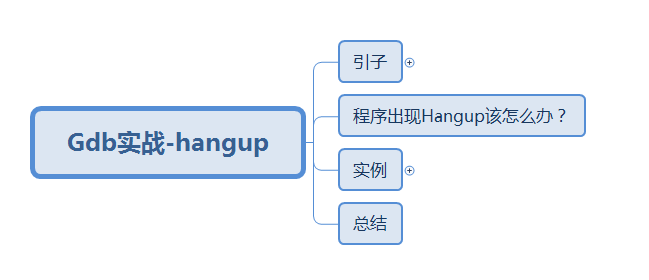 Gdb实战-hangup
引子
程序出现Hangup该怎么办？
实例
总结